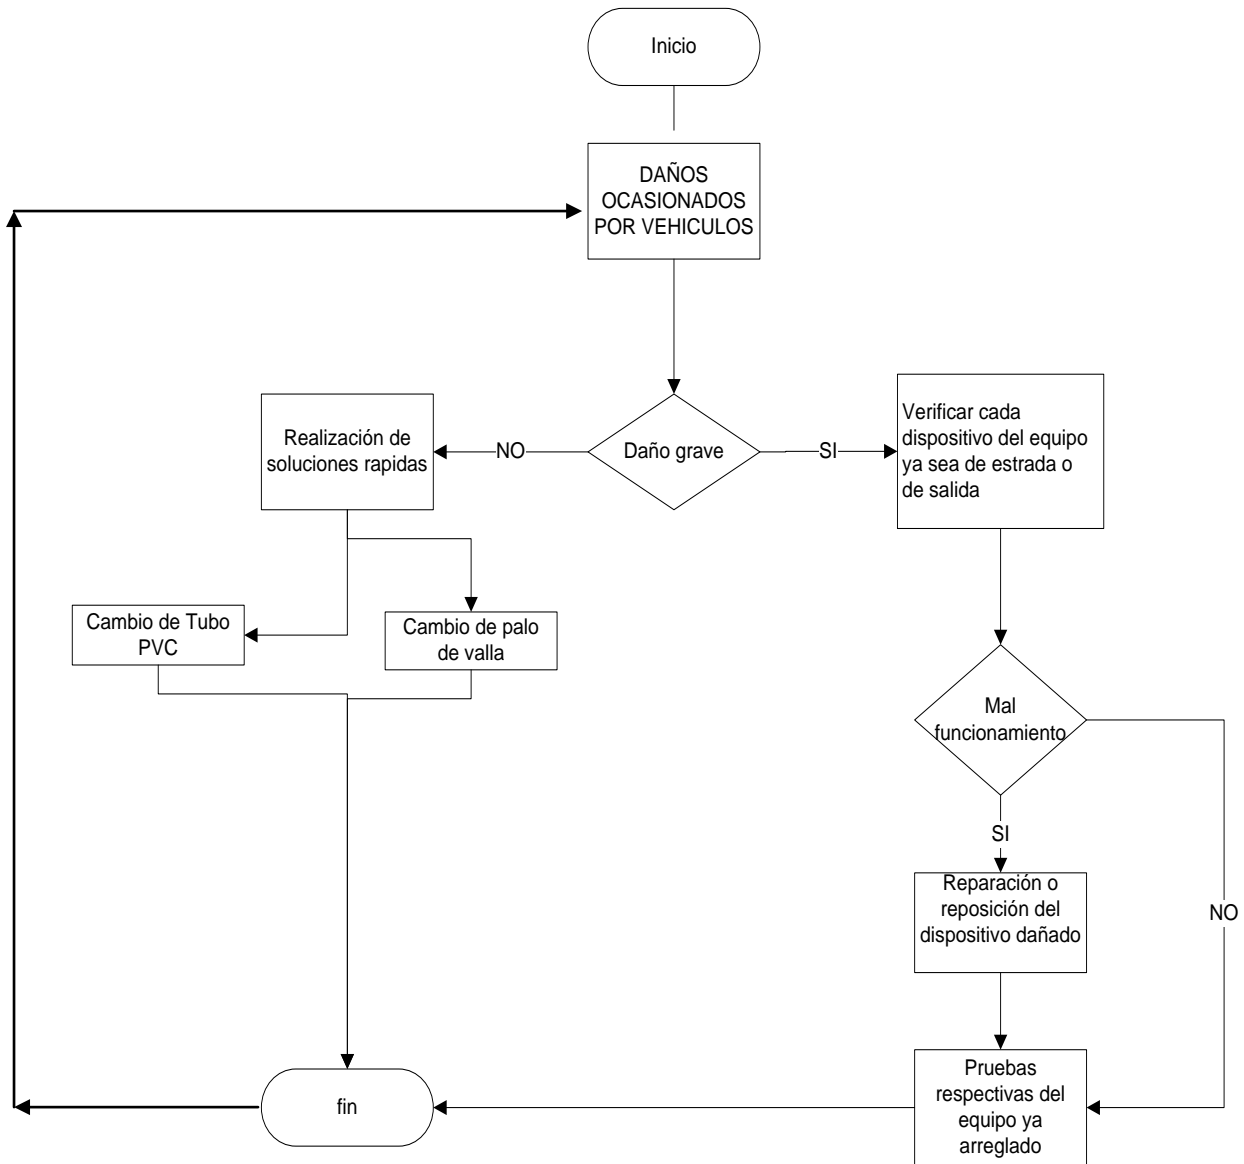 Inicio
DAÑOS
OCASIONADOS
POR VEHICULOS
Daño grave
NO
SI
Realización de
soluciones rapidas
Verificar cada
dispositivo del equipo
ya sea de estrada o
de salida
Cambio de Tubo
PVC
Cambio de palo
de valla
Mal
funcionamiento
SI
NO
Reparación o
reposición del
dispositivo dañado
Pruebas
respectivas del
equipo ya
arreglado
fin